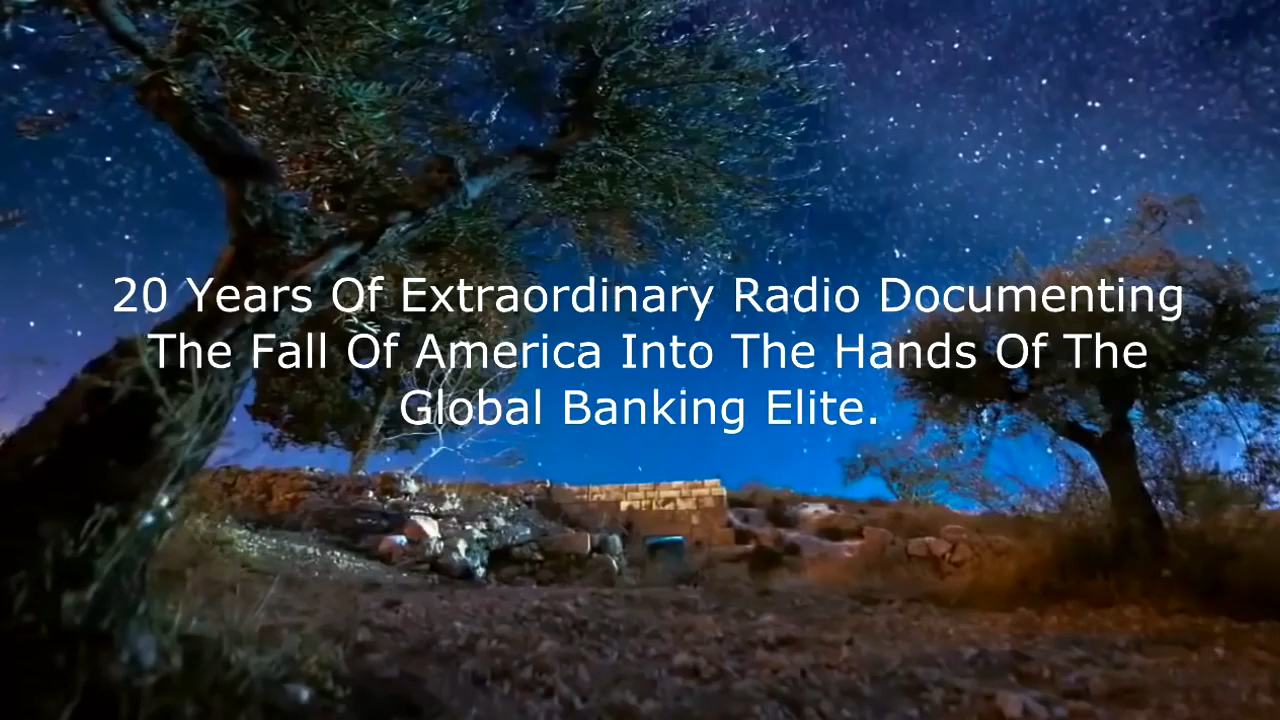 20 Years Of Extraordinary Radio Documenting
The Fall Of America Into The Hands Of The
Global Banking Elite.